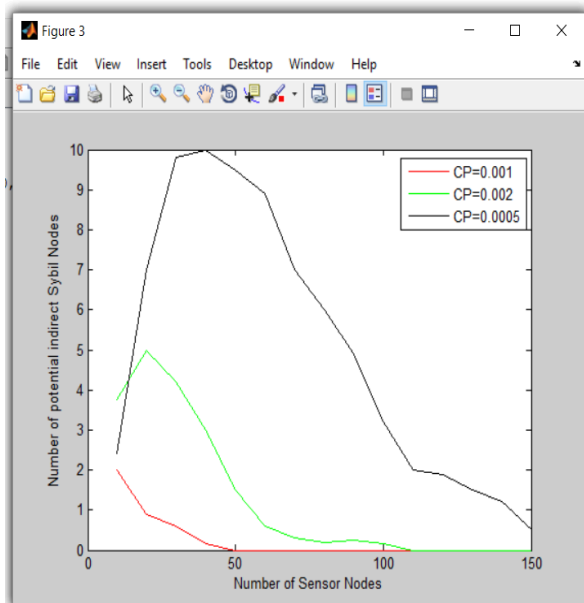 Figure 3
File Edit View Insert Tools Desktop Window Help
10
9
8
7
6
5
4
3
2
1
0
Number of potential indirect Sybil Nodes
CP=0.001
CP=0.002
CP=0.0005
0 50 100 150
Number of Sensor Nodes